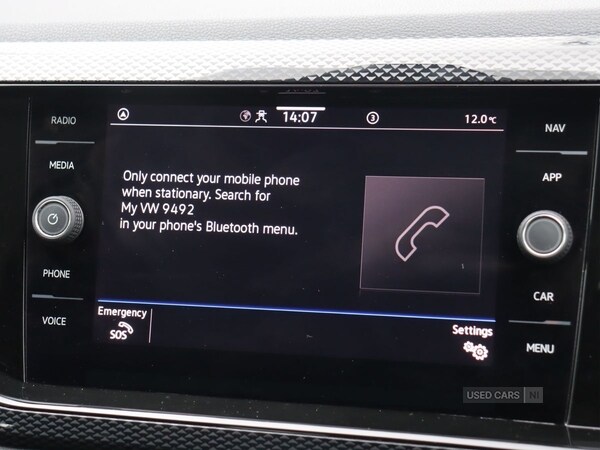 RADIO
MEDIA
PHONE
VOICE
14:07
3
12.0°C
Only connect your mobile phone
when stationary. Search for
My VW 9492
in your phone's Bluetooth menu.
Emergency
SOS
Settings
NAV
APP
CAR
MENU
USED CARS NI